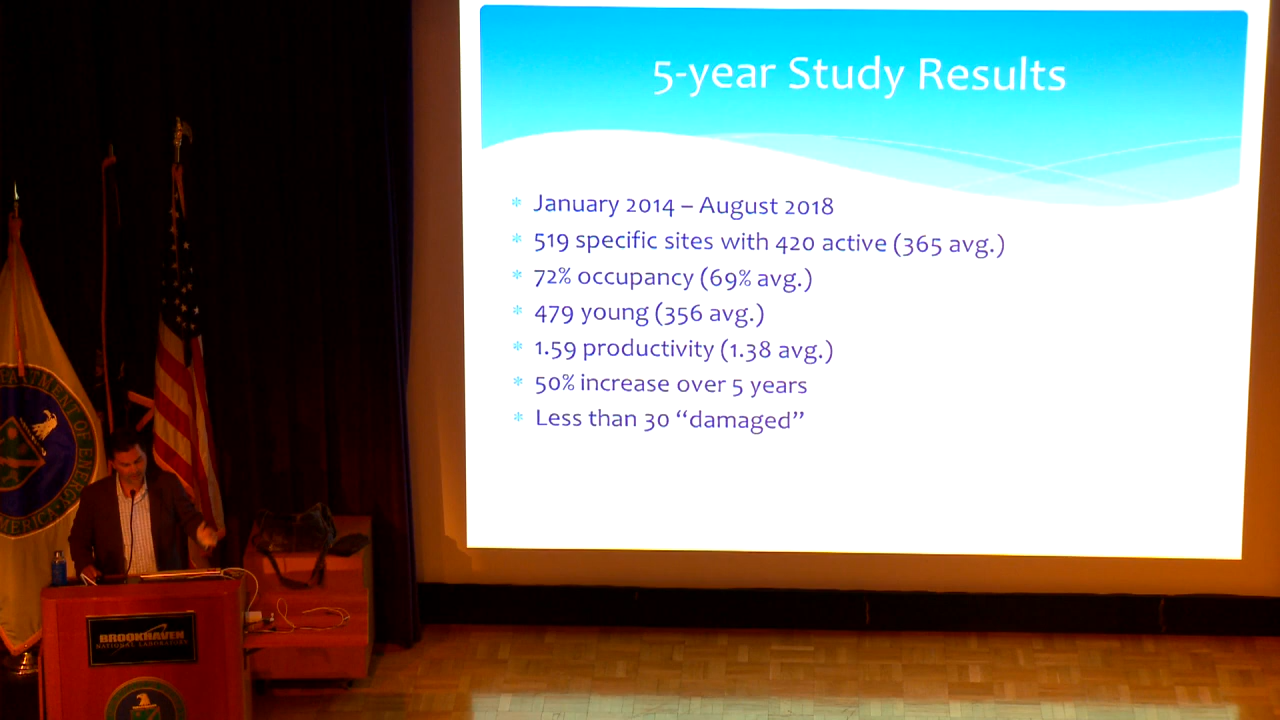 5-year Study Results
* January 2014 – August 2018
* 519 specific sites with 420 active (365 avg.)
* 72% occupancy (69% avg.)
* 479 young (356 avg.)
* 1.59 productivity (1.38 avg.)
* 50% increase over 5 years
* Less than 30 “damaged”
BROOKHAVEN
NATIONAL LABORATORY